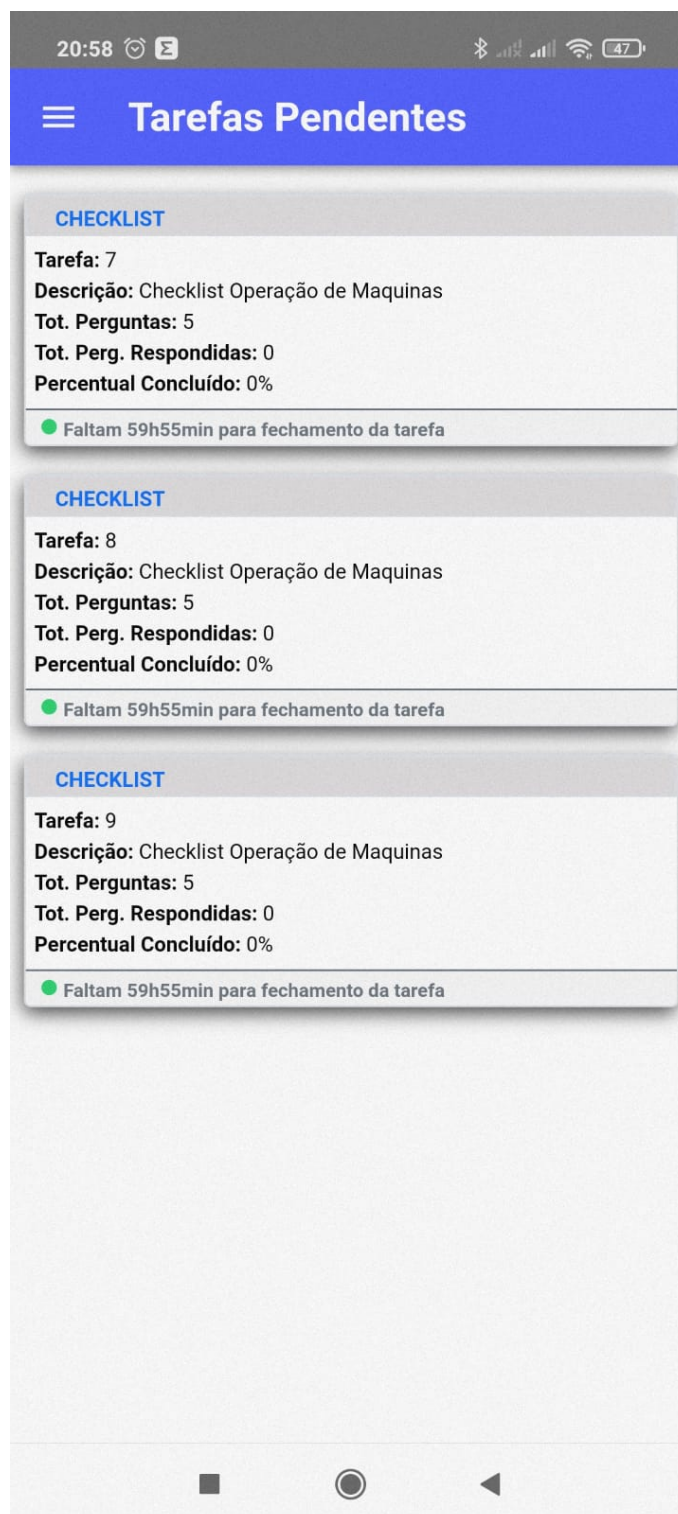 20:58
47
Tarefas Pendentes
CHECKLIST
Tarefa: 7
Descrição: Checklist Operação de Maquinas
Tot. Perguntas: 5
Tot. Perg. Respondidas: 0
Percentual Concluído: 0%
Faltam 59h55min para fechamento da tarefa
CHECKLIST
Tarefa: 8
Descrição: Checklist Operação de Maquinas
Tot. Perguntas: 5
Tot. Perg. Respondidas: 0
Percentual Concluído: 0%
Faltam 59h55min para fechamento da tarefa
CHECKLIST
Tarefa: 9
Descrição: Checklist Operação de Maquinas
Tot. Perguntas: 5
Tot. Perg. Respondidas: 0
Percentual Concluído: 0%
Faltam 59h55min para fechamento da tarefa